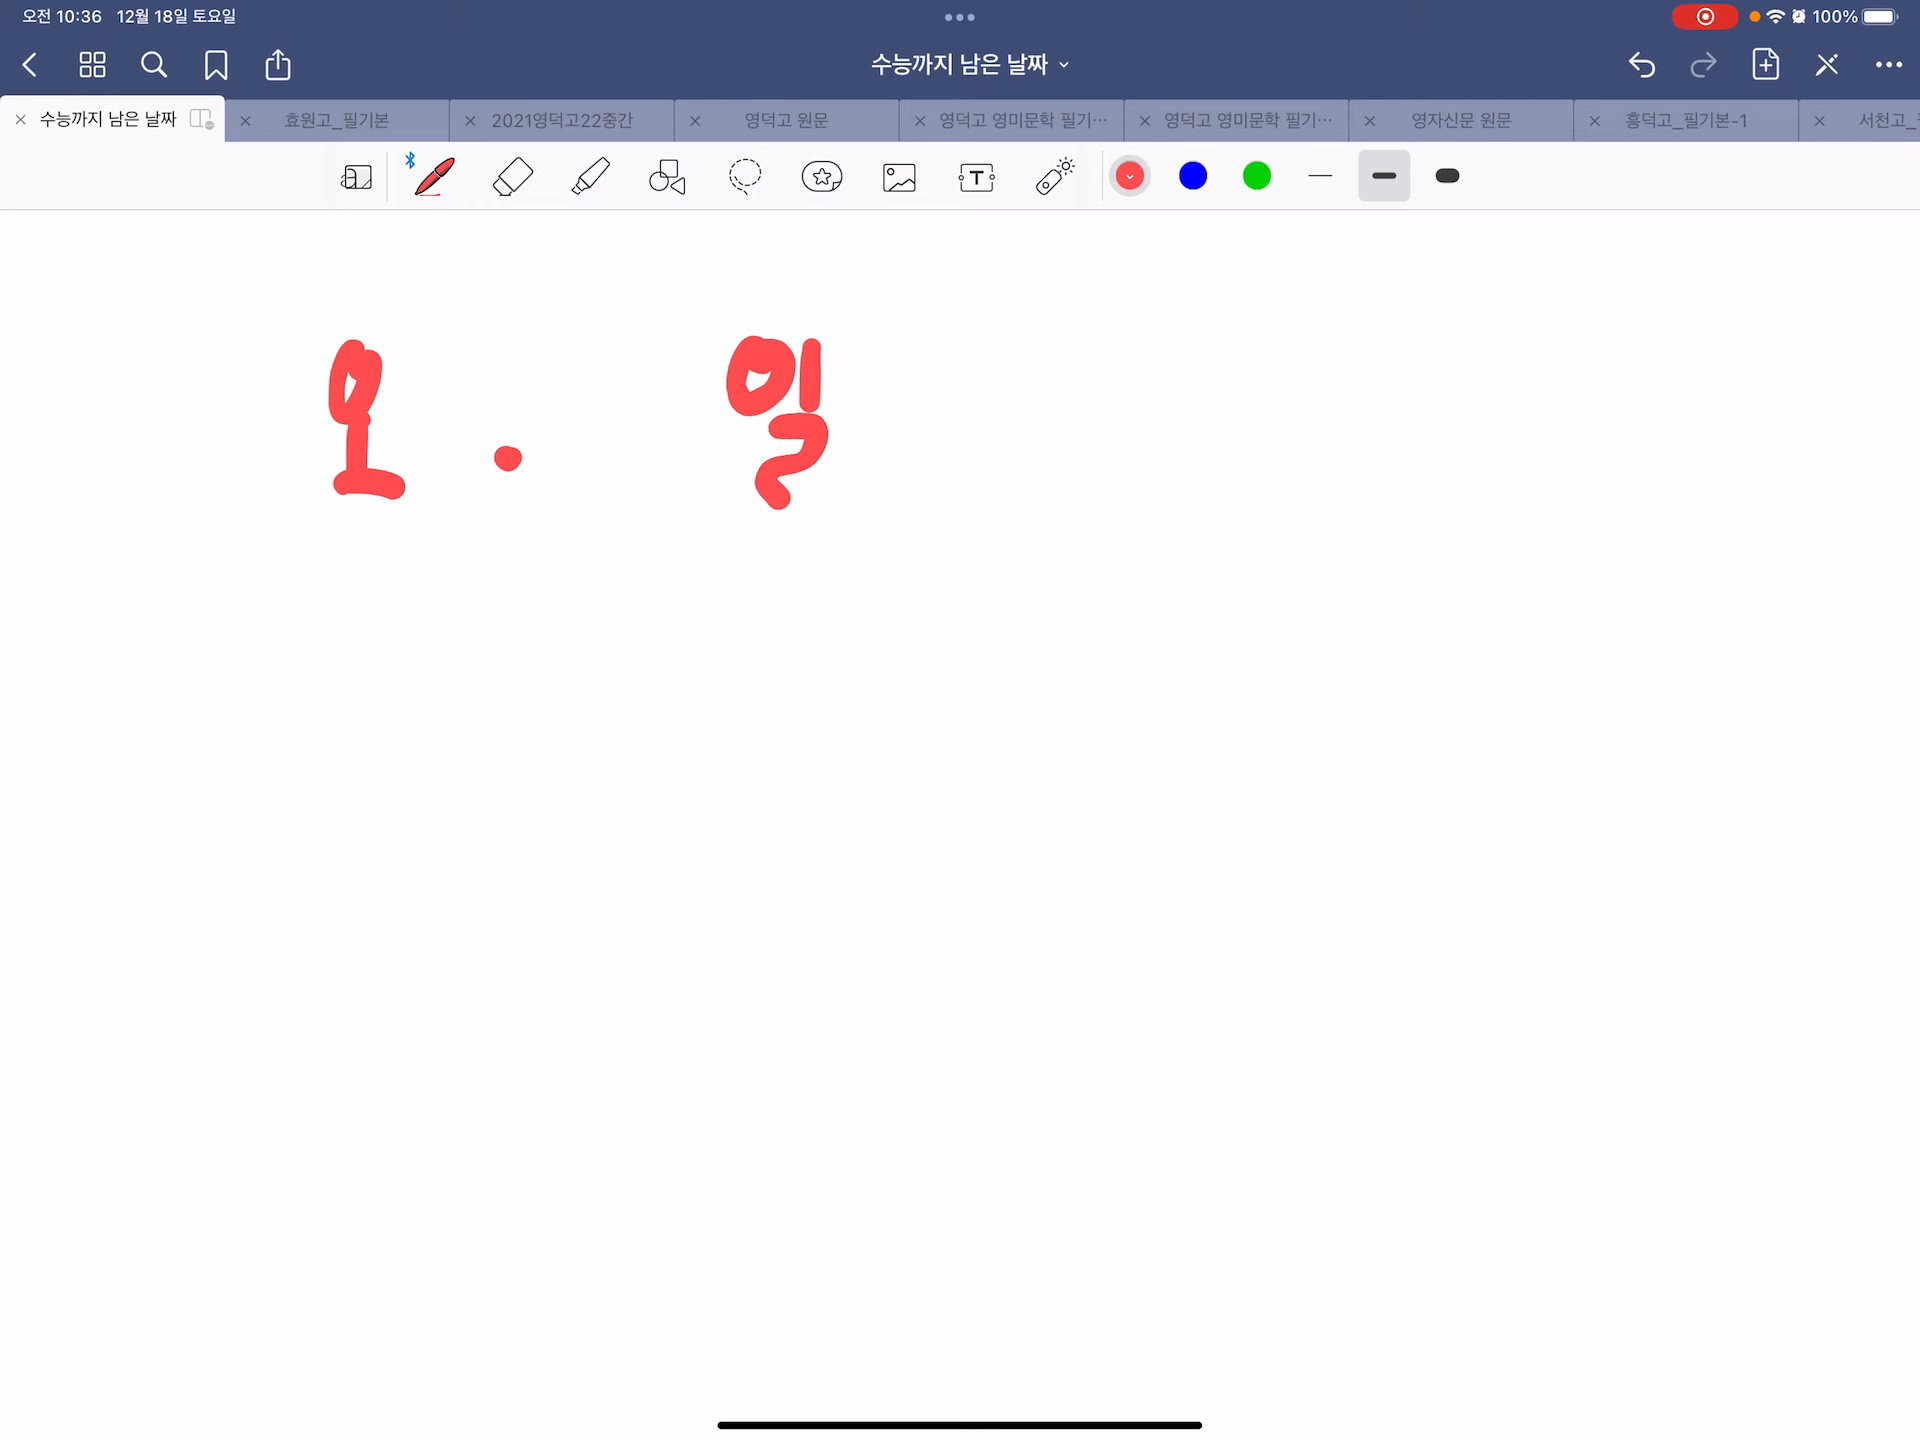 오전 10:36 12월 18일 토요일 100%
수능까지 남은 날짜
수능까지 남은 날짜 효원고_필기본 2021영덕고22중간 영덕고 원문 영덕고 영미문학 필기… 영덕고 영미문학 필기… 영자신문 원문 흥덕고_필기본-1 서천고_
T
요. 일